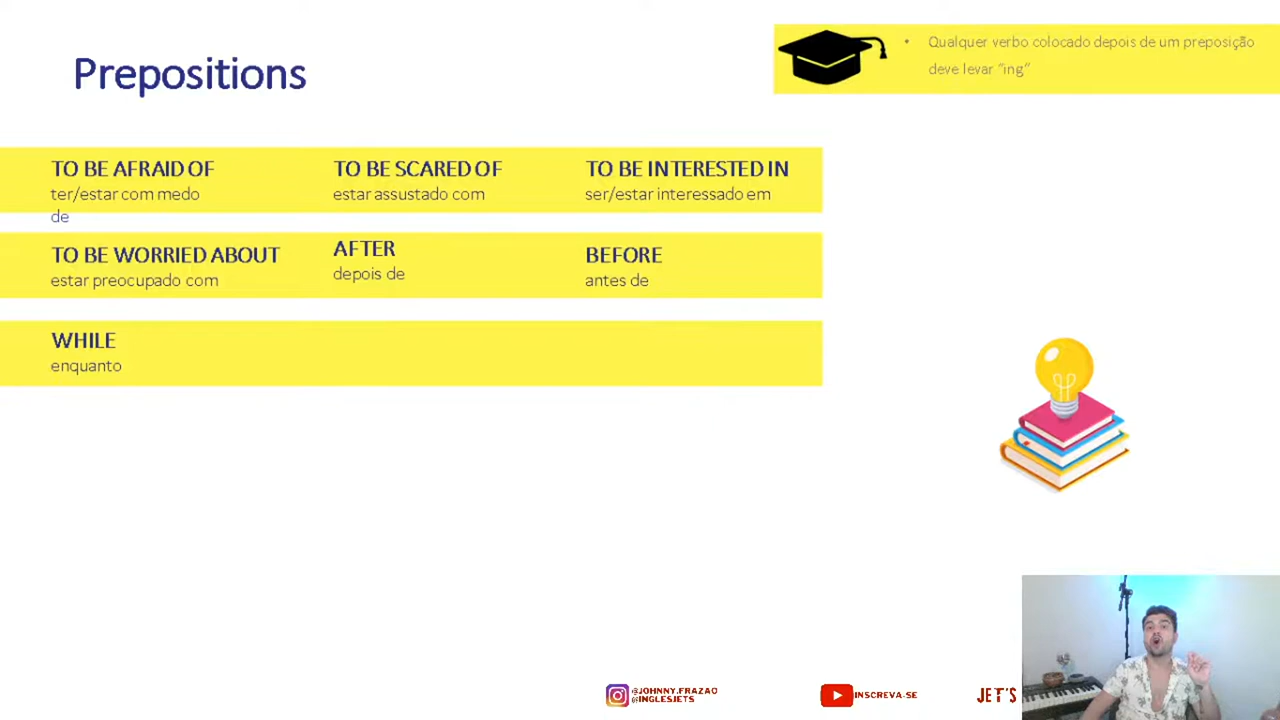 Prepositions
• Qualquer verbo colocado depois de um preposição
deve levar “ing”
TO BE AFRAID OF
ter/estar com medo
de
TO BE SCARED OF
estar assustado com
TO BE INTERESTED IN
ser/estar interessado em
TO BE WORRIED ABOUT
estar preocupado com
AFTER
depois de
BEFORE
antes de
WHILE
enquanto
@JOHNNY.FRAZAO
@INGLESJETS
INSCREVA-SE
JET'S